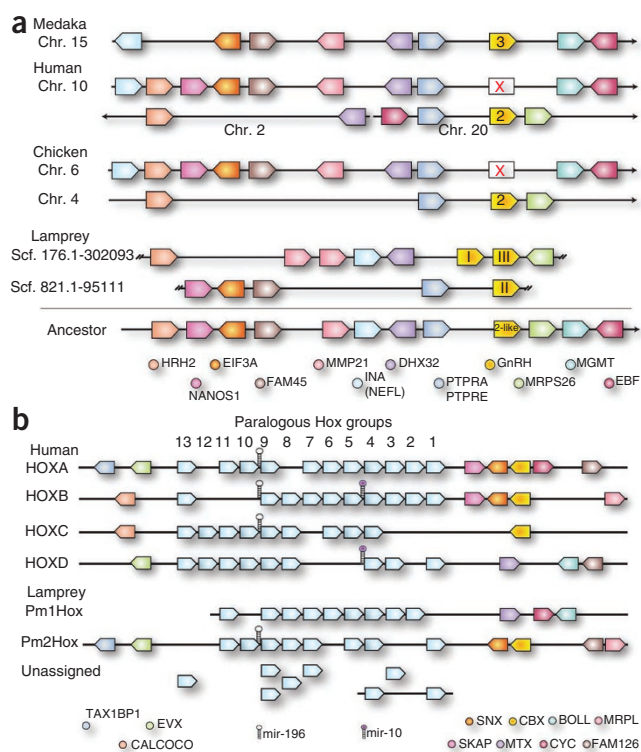 a
Medaka
Chr. 15
3
Human
Chr. 10
X
2
Chr. 2
Chr. 20
Chicken
Chr. 6
X
Chr. 4
2
Lamprey
Scf. 176.1-302093
I
III
Scf. 821.1-95111
II
Ancestor
2-like
HRH2 EIF3A MMP21 DHX32 GnRH MGMT
NANOS1 FAM45 INA (NEFL) PTPRA PTPRE MRPS26 EBF
b
Paralogous Hox groups
13 12 11 10 9 8 7 6 5 4 3 2 1
Human
HOXA
HOXB
HOXC
HOXD
Lamprey
Pm1Hox
Pm2Hox
Unassigned
TAX1BP1 EVX CALCOCO
mir-196 mir-10
SNX CBX BOLL MRPL
SKAP MTX CYC FAM126